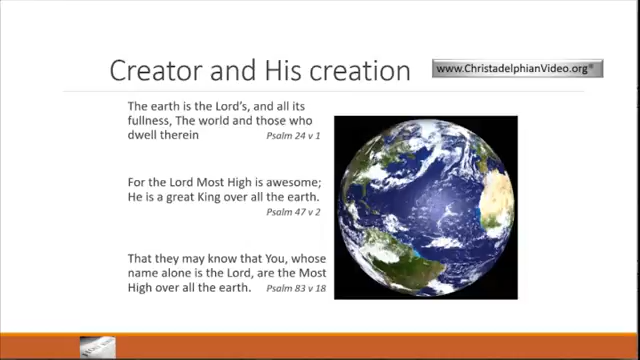 Creator and His creation
www.ChristadelphianVideo.org®
The earth is the Lord's, and all its
fullness, The world and those who
dwell therein Psalm 24 v 1
For the Lord Most High is awesome;
He is a great King over all the earth.
Psalm 47 v 2
That they may know that You, whose
name alone is the Lord, are the Most
High over all the earth. Psalm 83 v 18